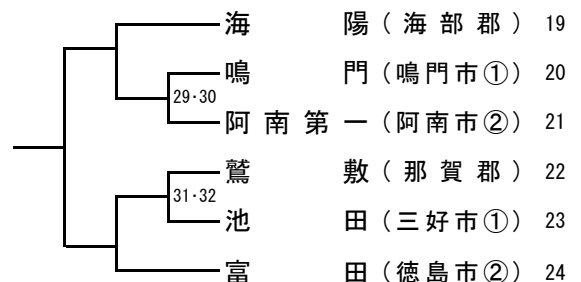 海陽（海部郡） 19
鳴門（鳴門市①） 20
29・30
阿南第一（阿南市②） 21
鷲敷（那賀郡） 22
31・32
池田（三好市①） 23
富田（徳島市②） 24